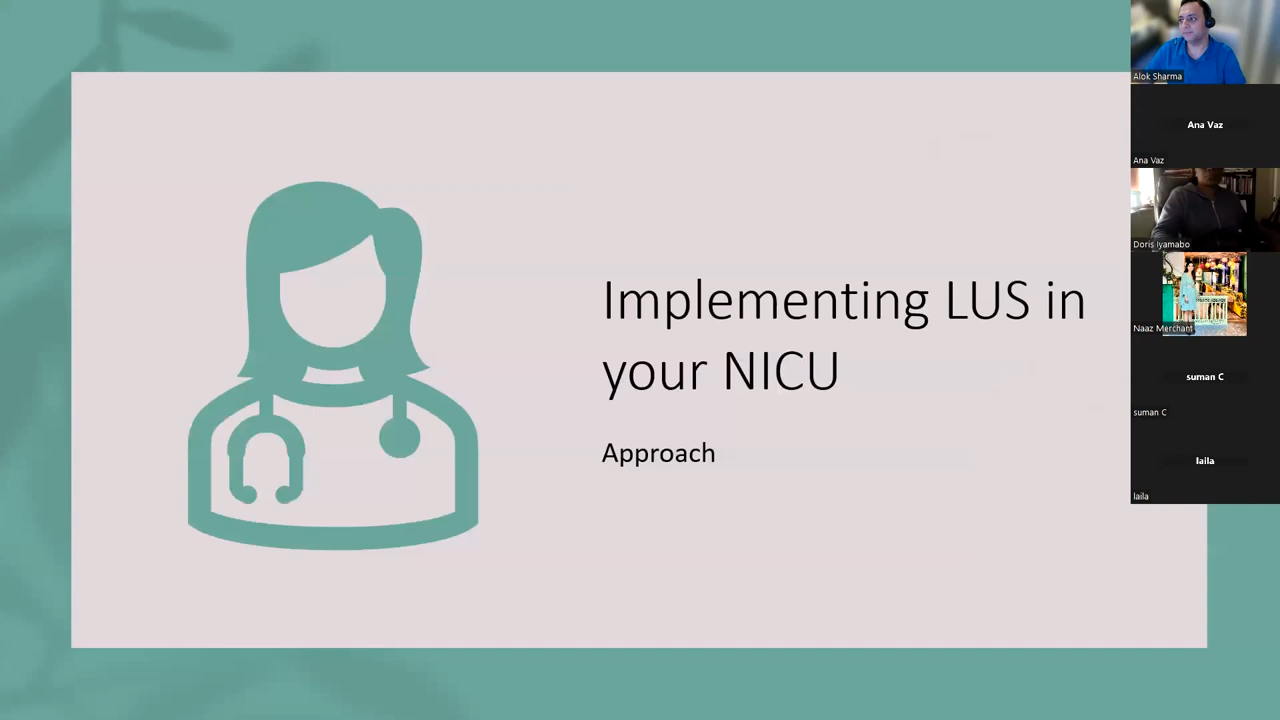 Implementing LUS in
your NICU
Approach
Alok Sharma
Ana Vaz
Ana Vaz
Doris Iyamabo
Naaz Merchant
suman C
suman C
laila
laila